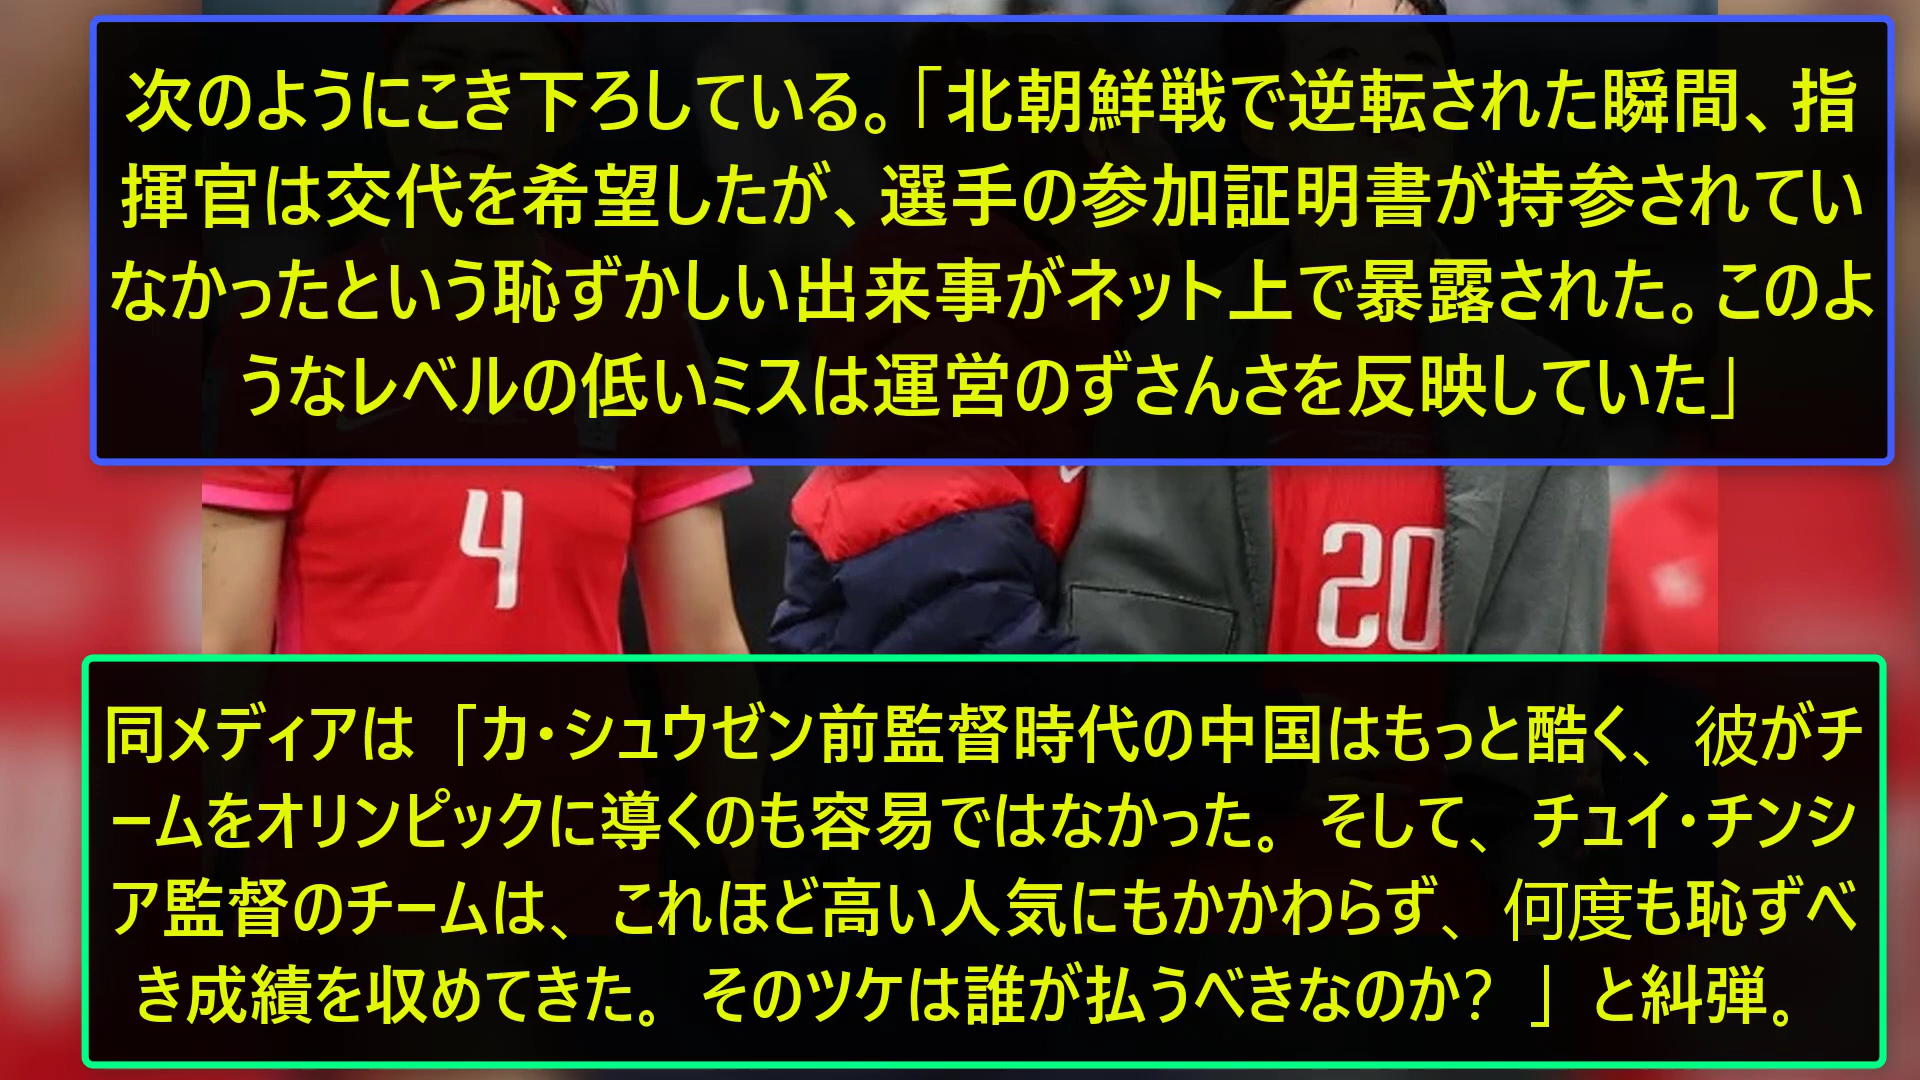 次のようにこき下ろしている。「北朝鮮戦で逆転された瞬間、指
揮官は交代を希望したが、選手の参加証明書が持参されてい
なかったという恥ずかしい出来事がネット上で暴露された。このよ
うなレベルの低いミスは運営のずさんさを反映していた」
4
20
同メディアは「カ・シュウゼン前監督時代の中国はもっと酷く、彼がチ
ームをオリンピックに導くのも容易ではなかった。そして、チュイ・チンシ
ア監督のチームは、これほど高い人気にもかかわらず、何度も恥ずべ
き成績を収めてきた。そのツケは誰が払うべきなのか？」と糾弾。